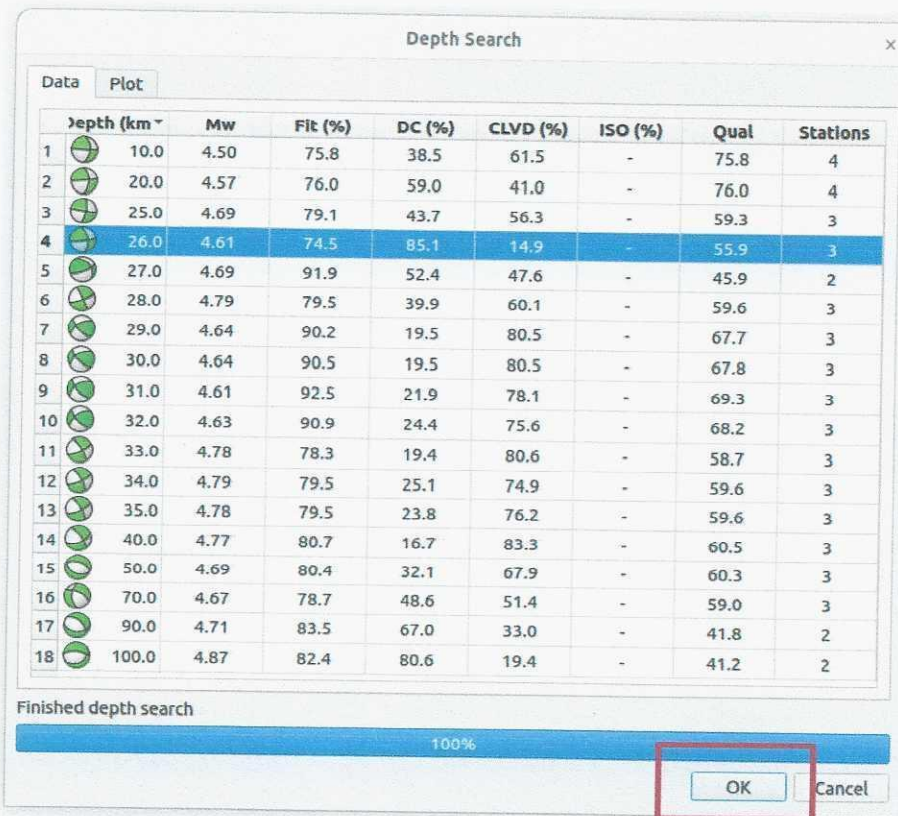 Depth Search ×
Data Plot
Depth (km Mw Fit (%) DC (%) CLVD (%) ISO (%) Qual Stations
1 10.0 4.50 75.8 38.5 61.5 - 75.8 4
2 20.0 4.57 76.0 59.0 41.0 - 76.0 4
3 25.0 4.69 79.1 43.7 56.3 - 59.3 3
4 26.0 4.61 74.5 85.1 14.9 - 55.9 3
5 27.0 4.69 91.9 52.4 47.6 - 45.9 2
6 28.0 4.79 79.5 39.9 60.1 - 59.6 3
7 29.0 4.64 90.2 19.5 80.5 - 67.7 3
8 30.0 4.64 90.5 19.5 80.5 - 67.8 3
9 31.0 4.61 92.5 21.9 78.1 - 69.3 3
10 32.0 4.63 90.9 24.4 75.6 - 68.2 3
11 33.0 4.78 78.3 19.4 80.6 - 58.7 3
12 34.0 4.79 79.5 25.1 74.9 - 59.6 3
13 35.0 4.78 79.5 23.8 76.2 - 59.6 3
14 40.0 4.77 80.7 16.7 83.3 - 60.5 3
15 50.0 4.69 80.4 32.1 67.9 - 60.3 3
16 70.0 4.67 78.7 48.6 51.4 - 59.0 3
17 90.0 4.71 83.5 67.0 33.0 - 41.8 2
18 100.0 4.87 82.4 80.6 19.4 - 41.2 2
Finished depth search
100%
OK Cancel